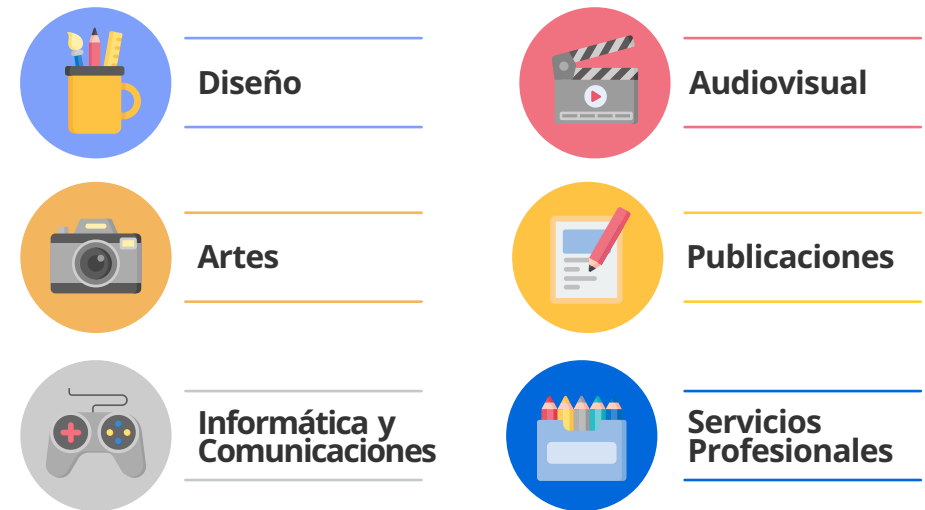 Diseño
Audiovisual
Artes
Publicaciones
Informática y
Comunicaciones
Servicios
Profesionales